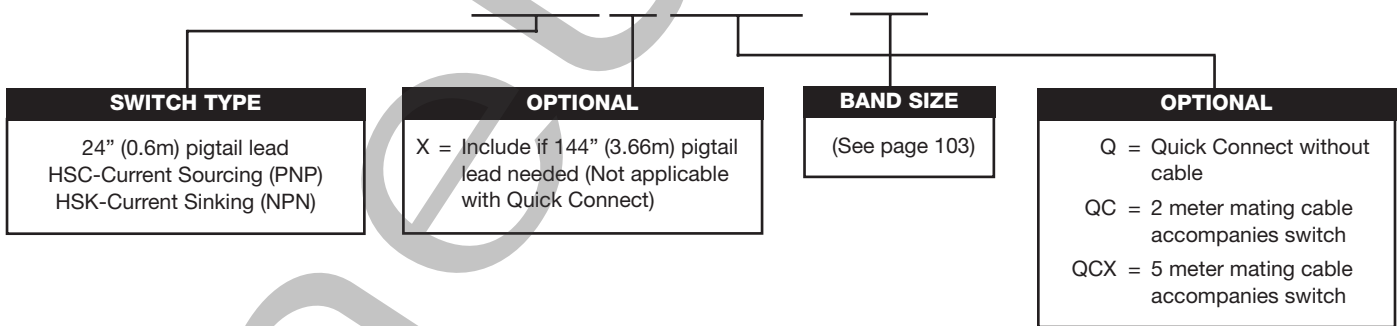 SWITCH TYPE
24” (0.6m) pigtail lead
HSC-Current Sourcing (PNP)
HSK-Current Sinking (NPN)
OPTIONAL
X = Include if 144” (3.66m) pigtail
lead needed (Not applicable
with Quick Connect)
BAND SIZE
(See page 103)
OPTIONAL
Q = Quick Connect without
cable
QC = 2 meter mating cable
accompanies switch
QCX = 5 meter mating cable
accompanies switch